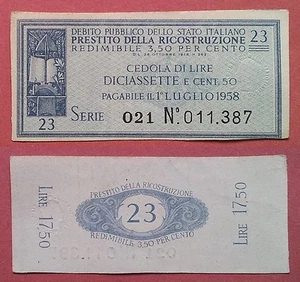 DEBITO PUBBLICO DELLO STATO ITALIANO
PRESTITO DELLA RICOSTRUZIONE
REDIMIBILE 3,50 PER CENTO
23
CEDOLA DI LIRE
DICIASSETTE E CENT. 50
PAGABILE IL 1º LUGLIO 1958
23
SERIE 021 Nº 011.387
LIRE 17,50
PRESTITO DELLA RICOSTRUZIONE
23
REDIMIBILE 3,50 PER CENTO
LIRE 17,50